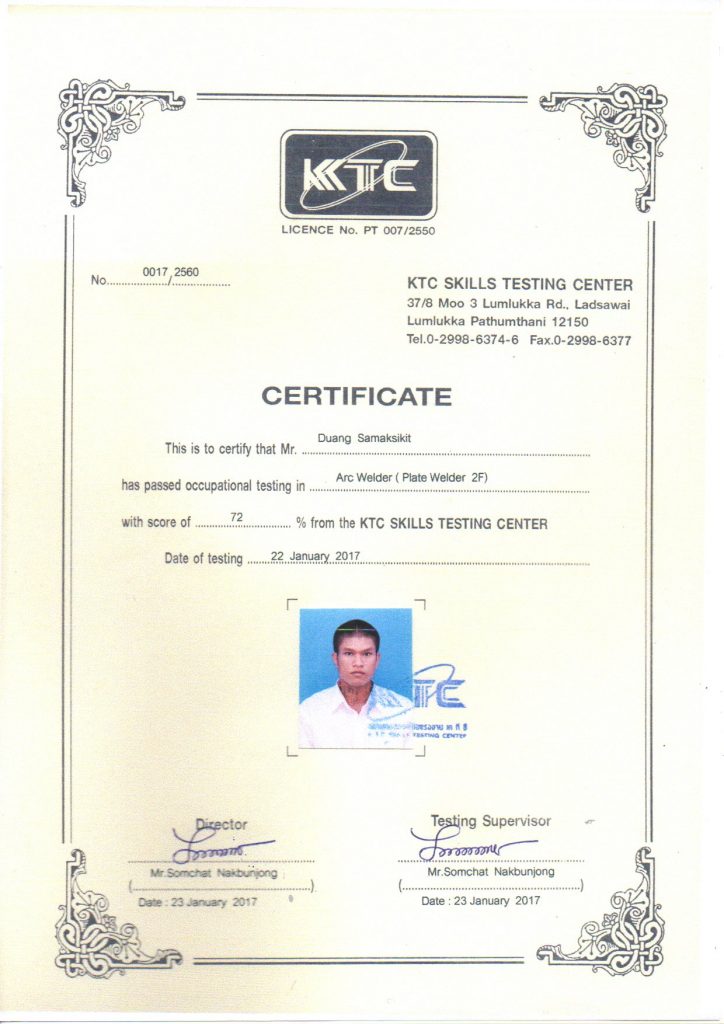 KTC
LICENCE No. PT 007/2550
No. 0017/2560
KTC SKILLS TESTING CENTER
37/8 Moo 3 Lumlukka Rd., Ladsawai
Lumlukka Pathumthani 12150
Tel.0-2998-6374-6 Fax.0-2998-6377
CERTIFICATE
This is to certify that Mr. Duang Samaksikit
has passed occupational testing in Arc Welder ( Plate Welder 2F)
with score of 72 % from the KTC SKILLS TESTING CENTER
Date of testing 22 January 2017
KTC
TESTING CENTER
Director
Mr.Somchat Nakbunjong
Date : 23 January 2017
Testing Supervisor
Mr.Somchat Nakbunjong
Date : 23 January 2017